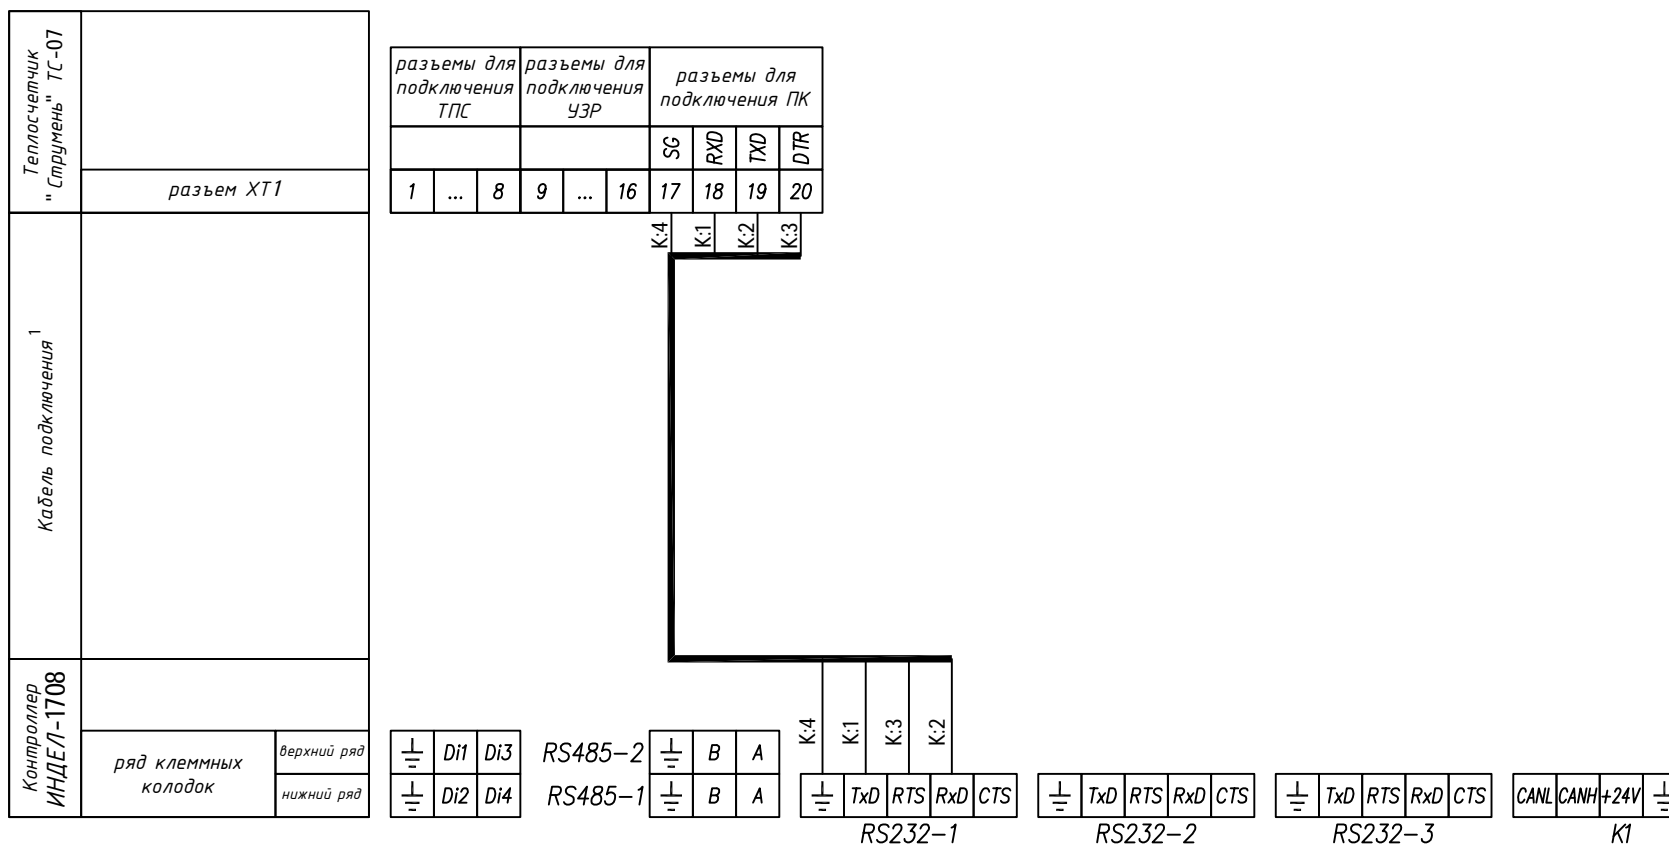 Теплосчетчик
" Струмень" ТС-07
разъем XT1
разъемы для
подключения
ТПС
разъемы для
подключения
УЗР
разъемы для
подключения ПК
SG
RXD
TXD
DTR
1 ... 8 9 ... 16 17 18 19 20
K:4 K:1 K:2 K:3
Кабель подключения 1
K:4 K:1 K:3 K:2
Контроллер
ИНДЕЛ-1708
ряд клеммных
колодок
верхний ряд
нижний ряд
Di1 Di3 RS485-2 B A
Di2 Di4 RS485-1 B A
TxD RTS RxD CTS
RS232-1
TxD RTS RxD CTS
RS232-2
TxD RTS RxD CTS
RS232-3
CANL CANH +24V
K1